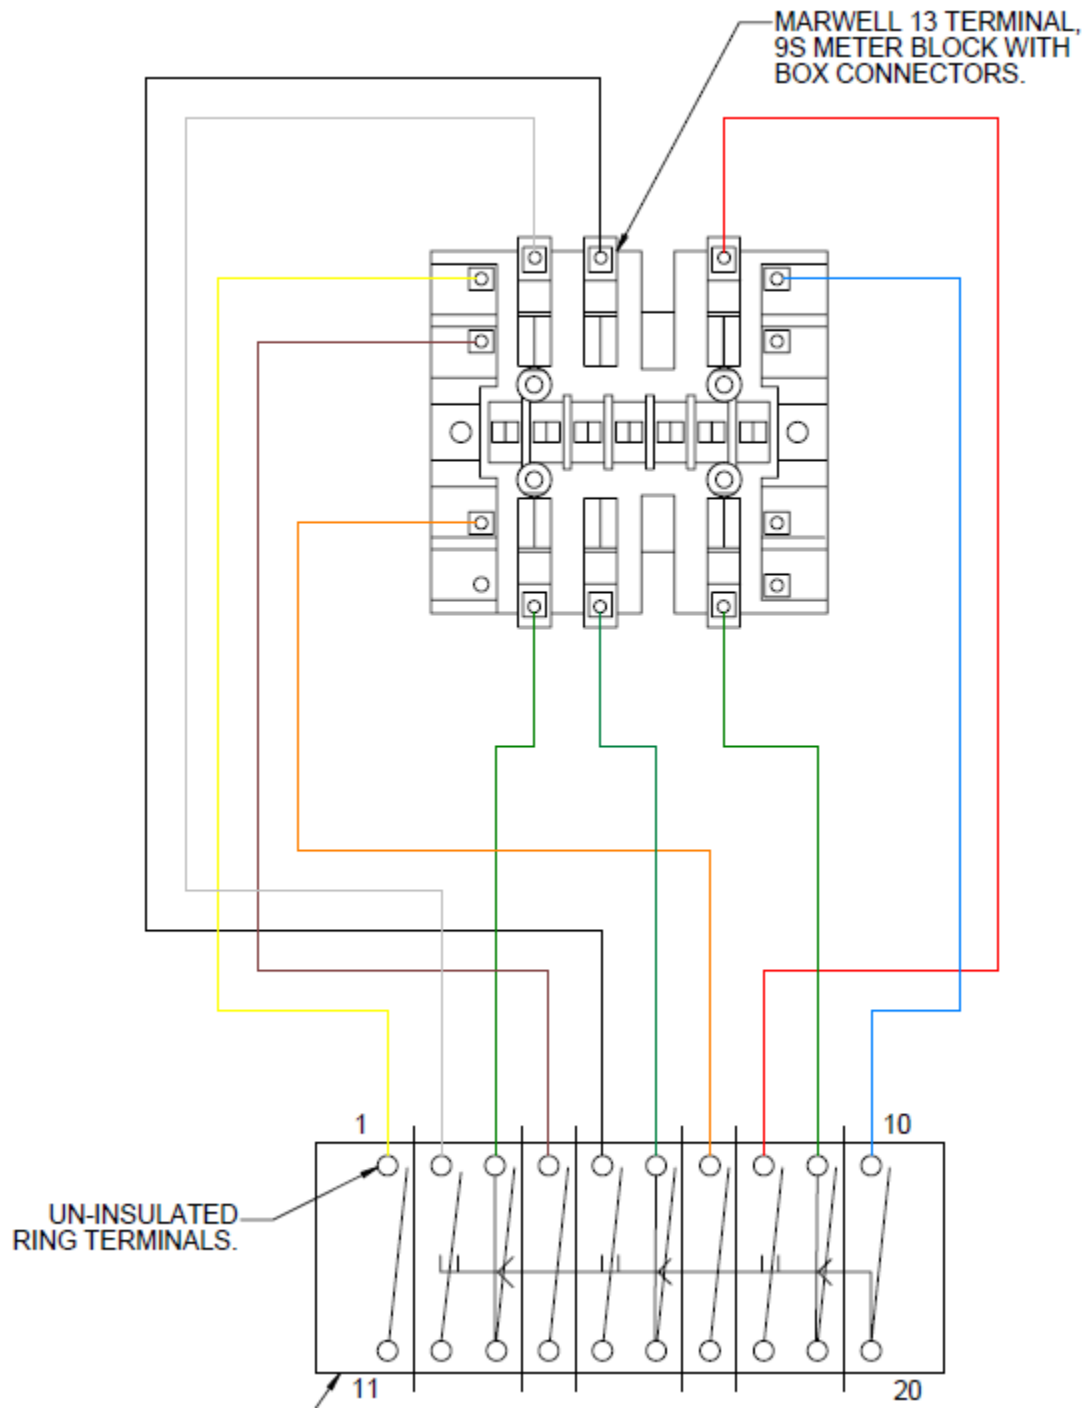 MARWELL 13 TERMINAL,
9S METER BLOCK WITH
BOX CONNECTORS.
1
10
UN-INSULATED
RING TERMINALS.
11
20